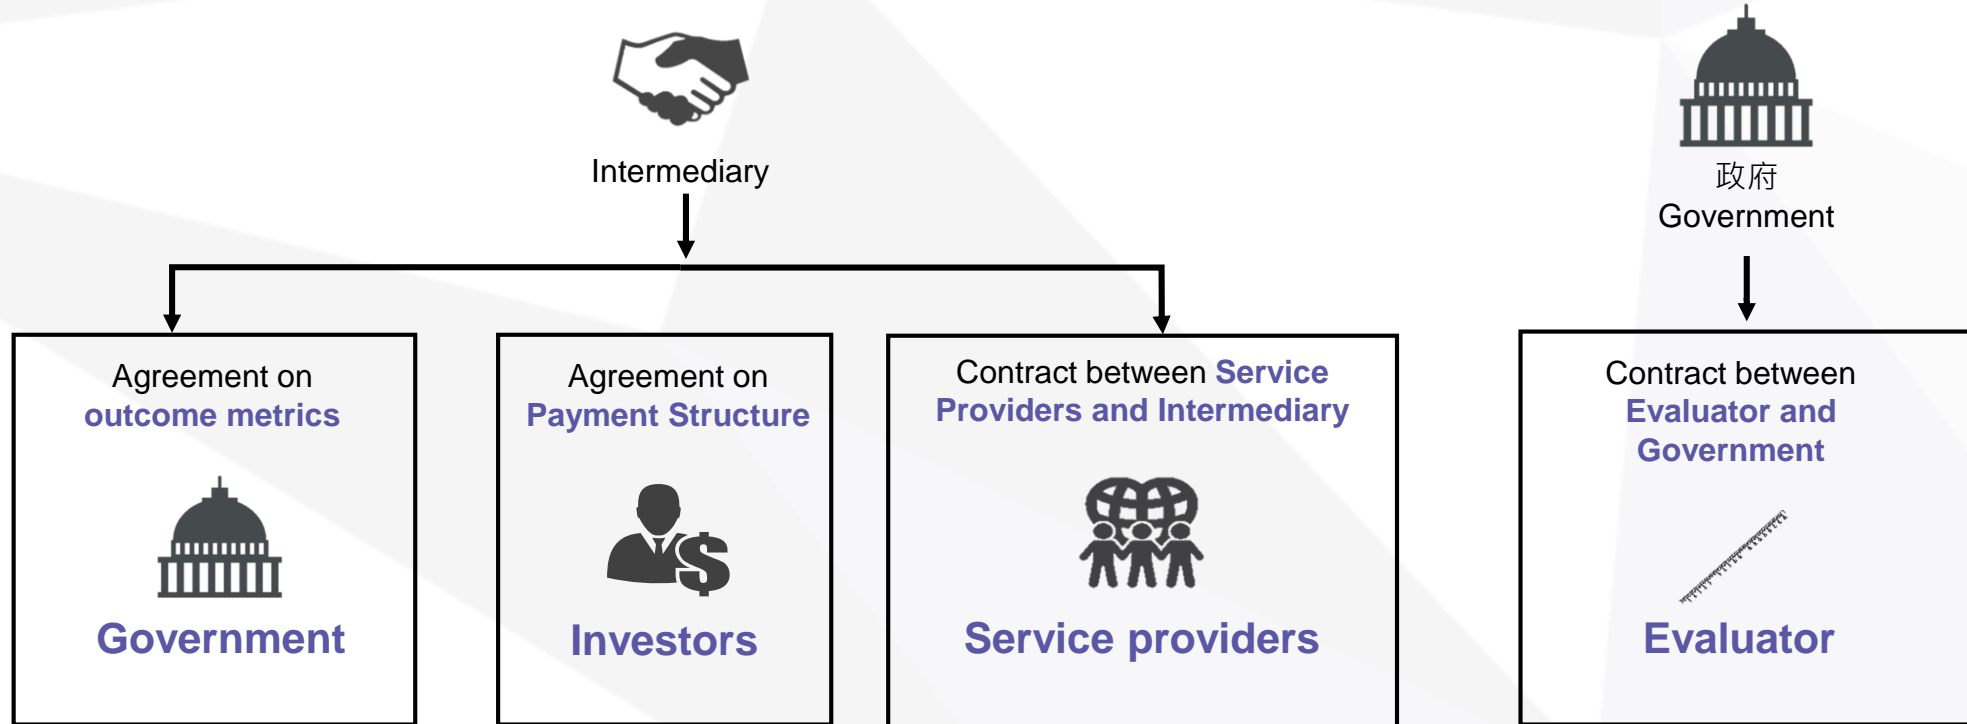 Intermediary
政府
Government
Agreement on
outcome metrics
Government
Agreement on
Payment Structure
Investors
Contract between Service
Providers and Intermediary
Service providers
Contract between
Evaluator and
Government
Evaluator